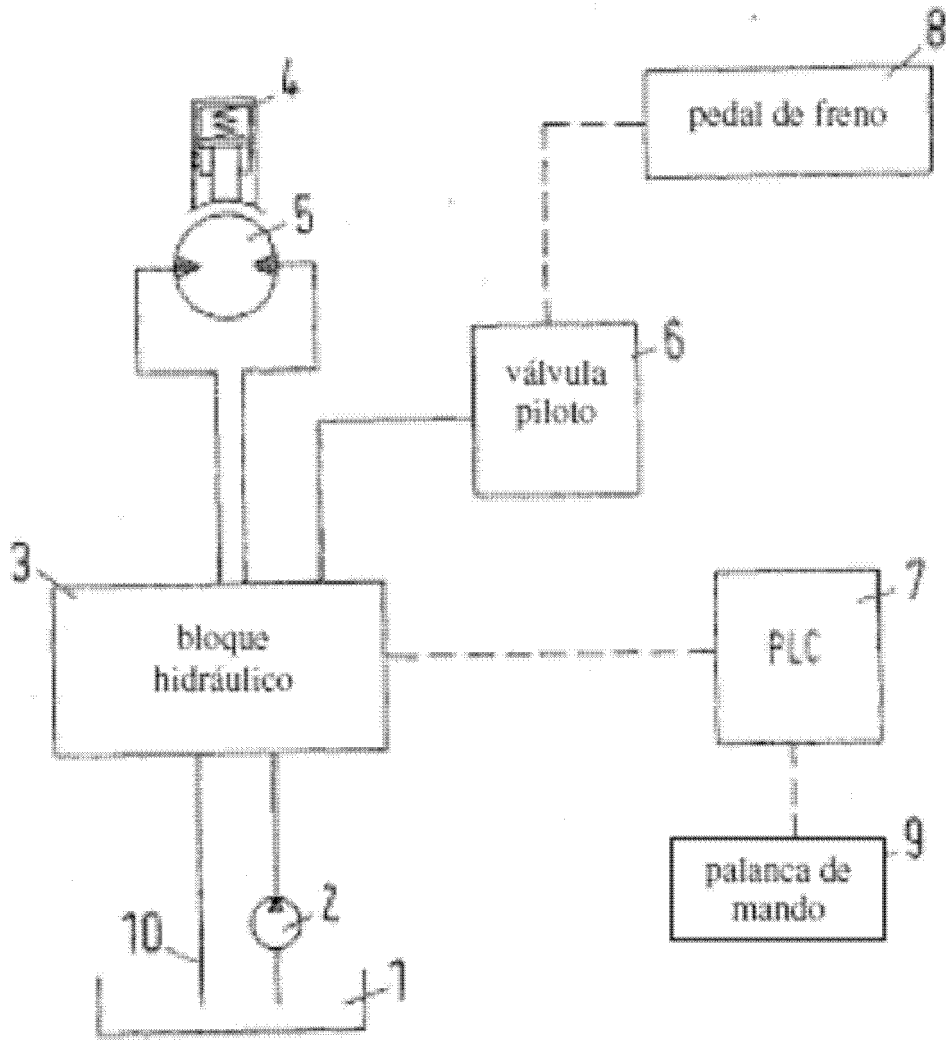 8
pedal de freno
4
5
6
válvula
piloto
3
bloque
hidráulico
7
PLC
9
palanca de
mando
2
10
1